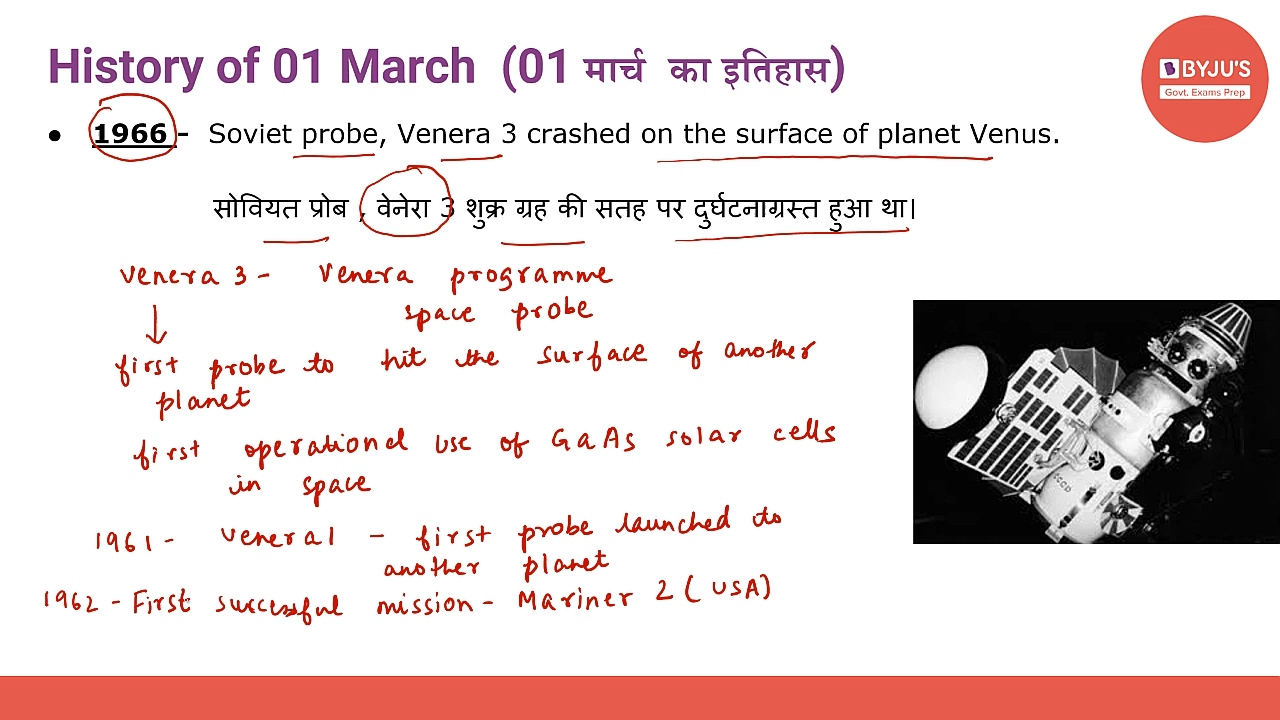 History of 01 March (01 मार्च का इतिहास)
BYJU'S
Govt. Exams Prep
• 1966 - Soviet probe, Venera 3 crashed on the surface of planet Venus.
सोवियत प्रोब , वेनेरा 3 शुक्र ग्रह की सतह पर दुर्घटनाग्रस्त हुआ था।
Venera 3 - Venera programme
space probe
first probe to hit the surface of another
planet
first operational use of GaAs solar cells
in space
1961 - Venera 1 - first probe launched to
another planet
1962 - First successful mission - Mariner 2 (USA)
CCCP